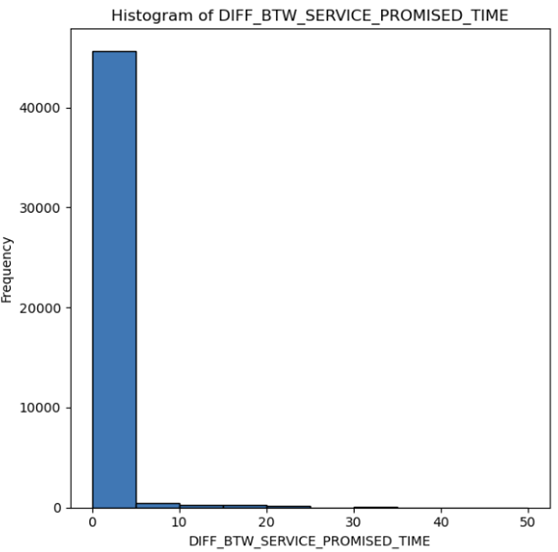 Histogram of DIFF_BTW_SERVICE_PROMISED_TIME
40000
30000
20000
10000
0
Frequency
0 10 20 30 40 50
DIFF_BTW_SERVICE_PROMISED_TIME